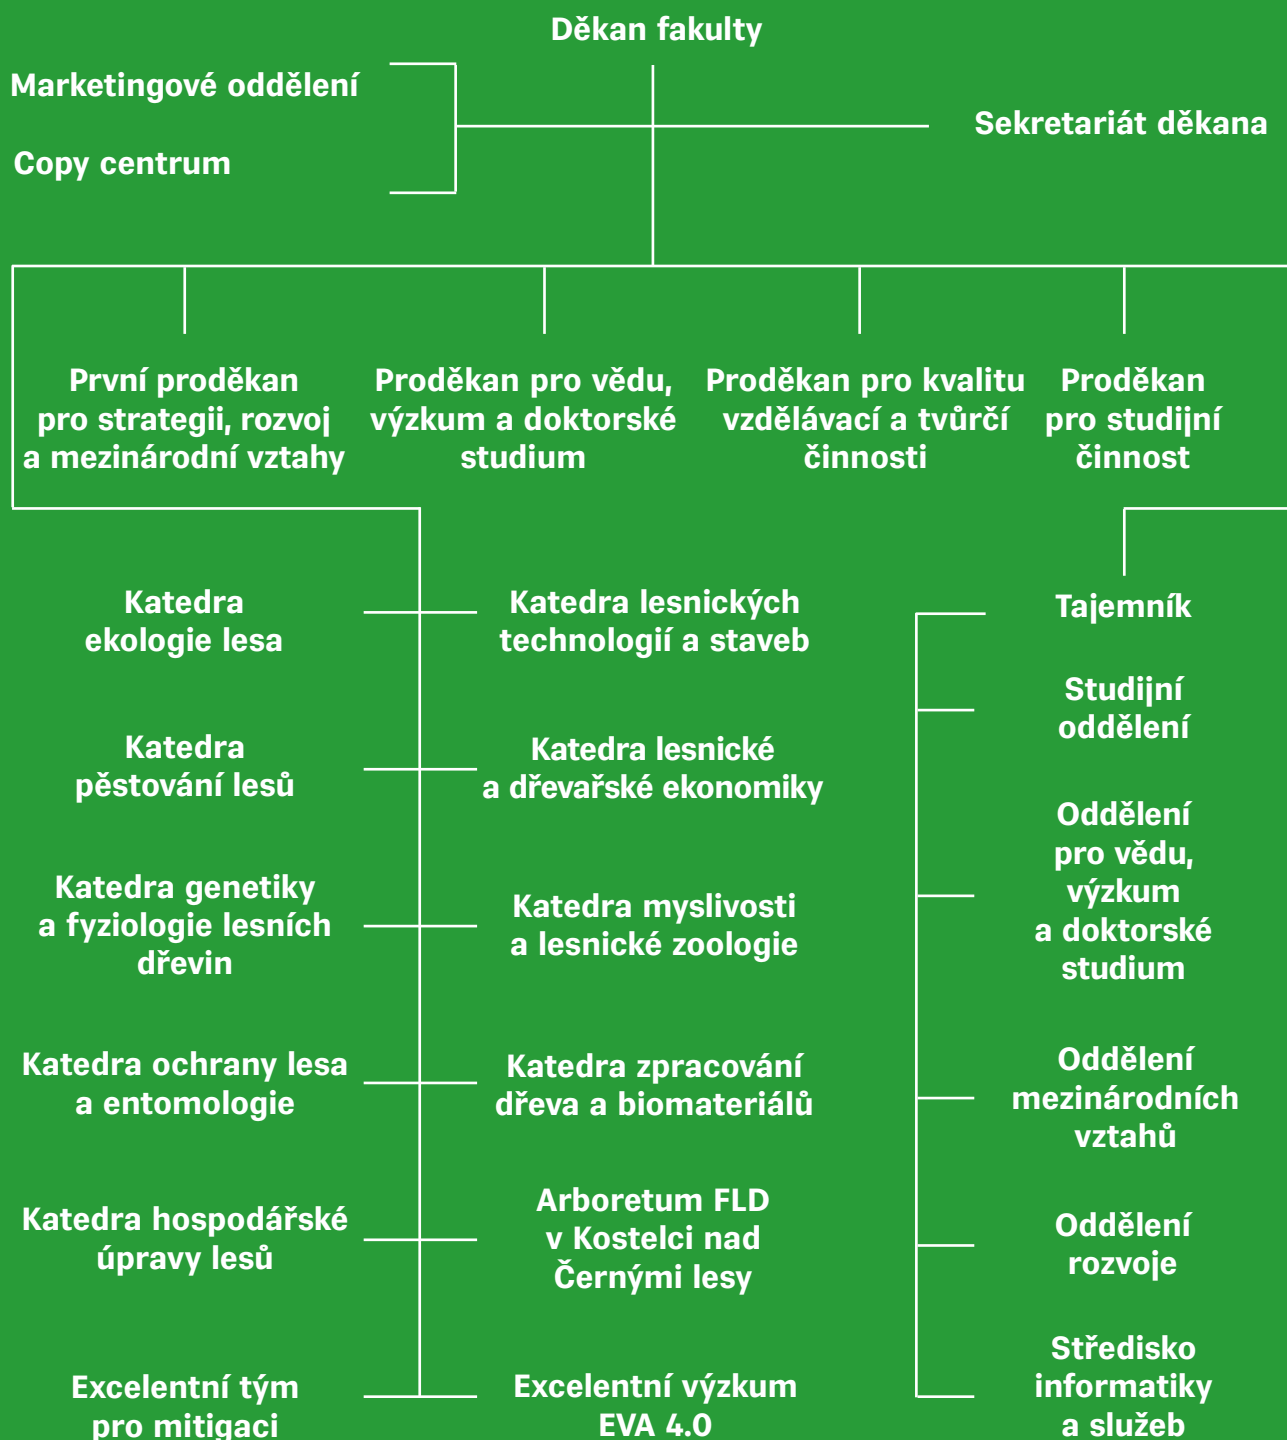 Děkan fakulty
Marketingové oddělení
Copy centrum
Sekretariát děkana
První proděkan
pro strategii, rozvoj
a mezinárodní vztahy
Proděkan pro vědu,
výzkum a doktorské
studium
Proděkan pro kvalitu
vzdělávací a tvůrčí
činnosti
Proděkan
pro studijní
činnost
Katedra
ekologie lesa
Katedra lesnických
technologií a staveb
Katedra
pěstování lesů
Katedra lesnické
a dřevařské ekonomiky
Katedra genetiky
a fyziologie lesních
dřevin
Katedra myslivosti
a lesnické zoologie
Katedra ochrany lesa
a entomologie
Katedra zpracování
dřeva a biomateriálů
Katedra hospodářské
úpravy lesů
Arboretum FLD
v Kostelci nad
Černými lesy
Excelentní tým
pro mitigaci
Excelentní výzkum
EVA 4.0
Tajemník
Studijní
oddělení
Oddělení
pro vědu,
výzkum
a doktorské
studium
Oddělení
mezinárodních
vztahů
Oddělení
rozvoje
Středisko
informatiky
a služeb